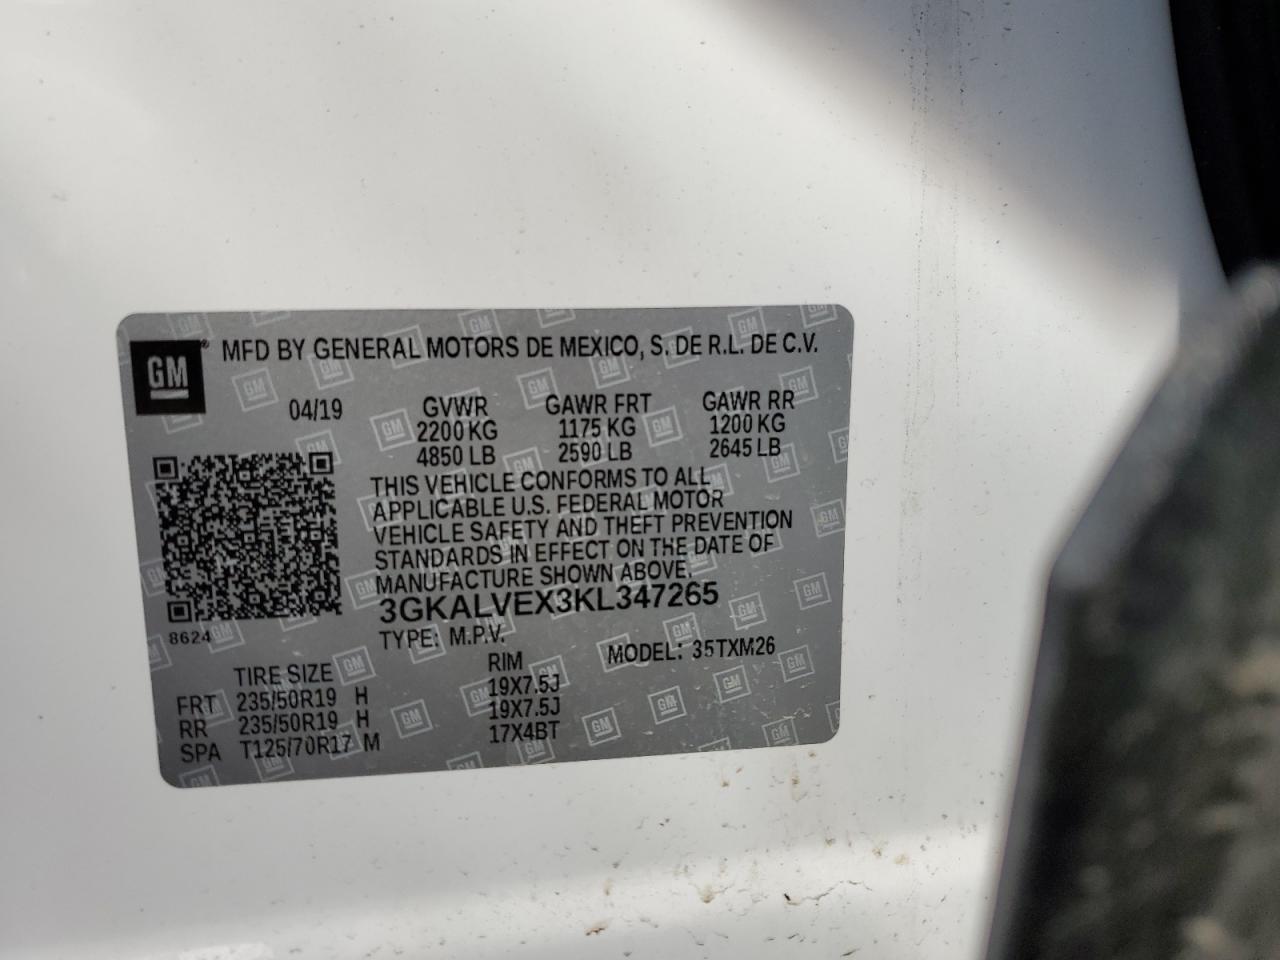 GM ® MFD BY GENERAL MOTORS DE MEXICO, S. DE R.L. DE C.V.
04/19 GVWR GAWR FRT GAWR RR
2200 KG 1175 KG 1200 KG
4850 LB 2590 LB 2645 LB
THIS VEHICLE CONFORMS TO ALL
APPLICABLE U.S. FEDERAL MOTOR
VEHICLE SAFETY AND THEFT PREVENTION
STANDARDS IN EFFECT ON THE DATE OF
MANUFACTURE SHOWN ABOVE.
3GKALVEX3KL347265
8624 TYPE: M.P.V. MODEL: 35TXM26
TIRE SIZE RIM
FRT 235/50R19 H 19X7.5J
RR 235/50R19 H 19X7.5J
SPA T125/70R17 M 17X4BT